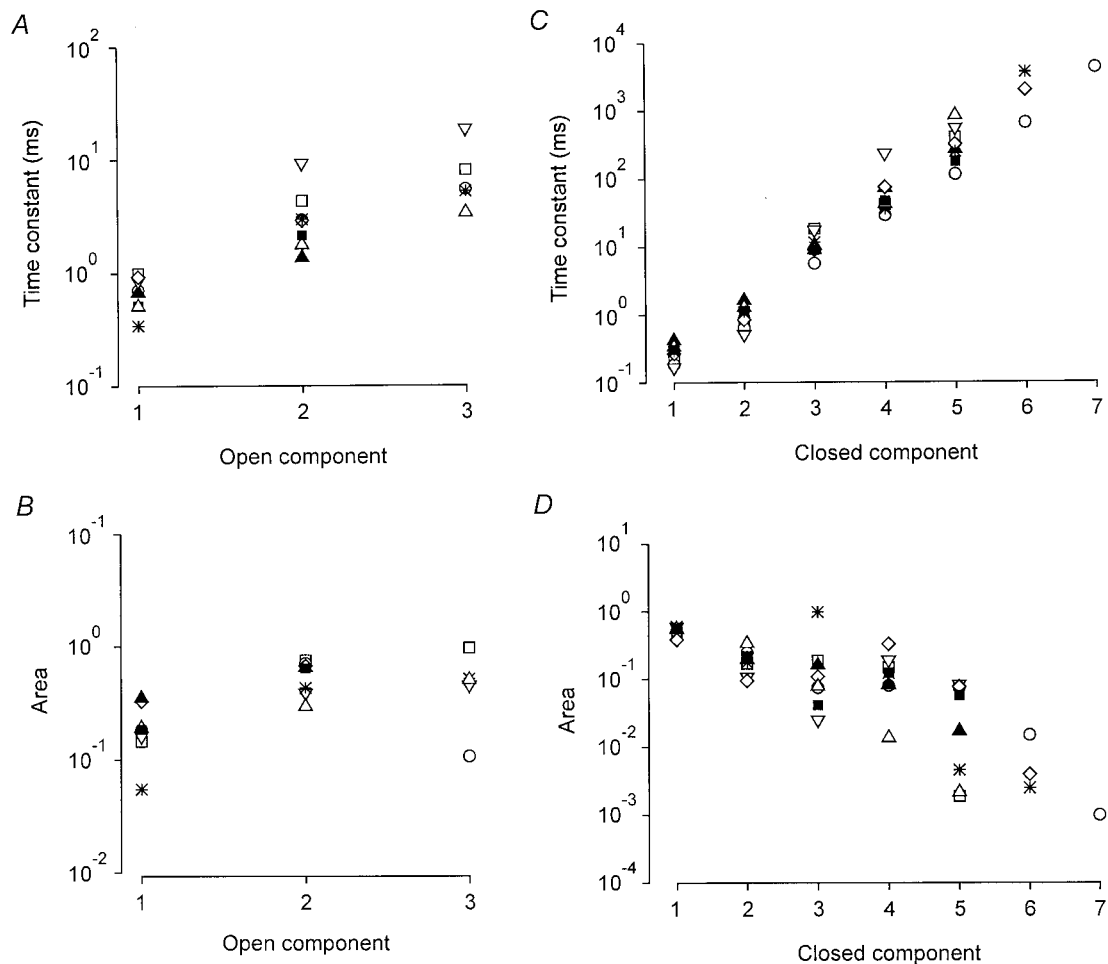 A
10^2
10^1
10^0
10^-1
Time constant (ms)
1 2 3
Open component
C
10^4
10^3
10^2
10^1
10^0
10^-1
Time constant (ms)
1 2 3 4 5 6 7
Closed component
B
10^-1
10^0
10^-1
10^-2
Area
1 2 3
Open component
D
10^1
10^0
10^-1
10^-2
10^-3
10^-4
Area
1 2 3 4 5 6 7
Closed component